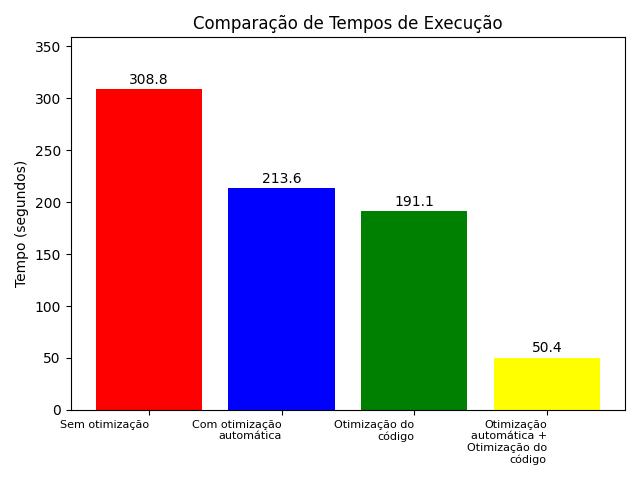 Comparação de Tempos de Execução
Tempo (segundos)
350
300
250
200
150
100
50
0
308.8
213.6
191.1
50.4
Sem otimização
Com otimização
automática
Otimização do
código
Otimização
automática +
Otimização do
código